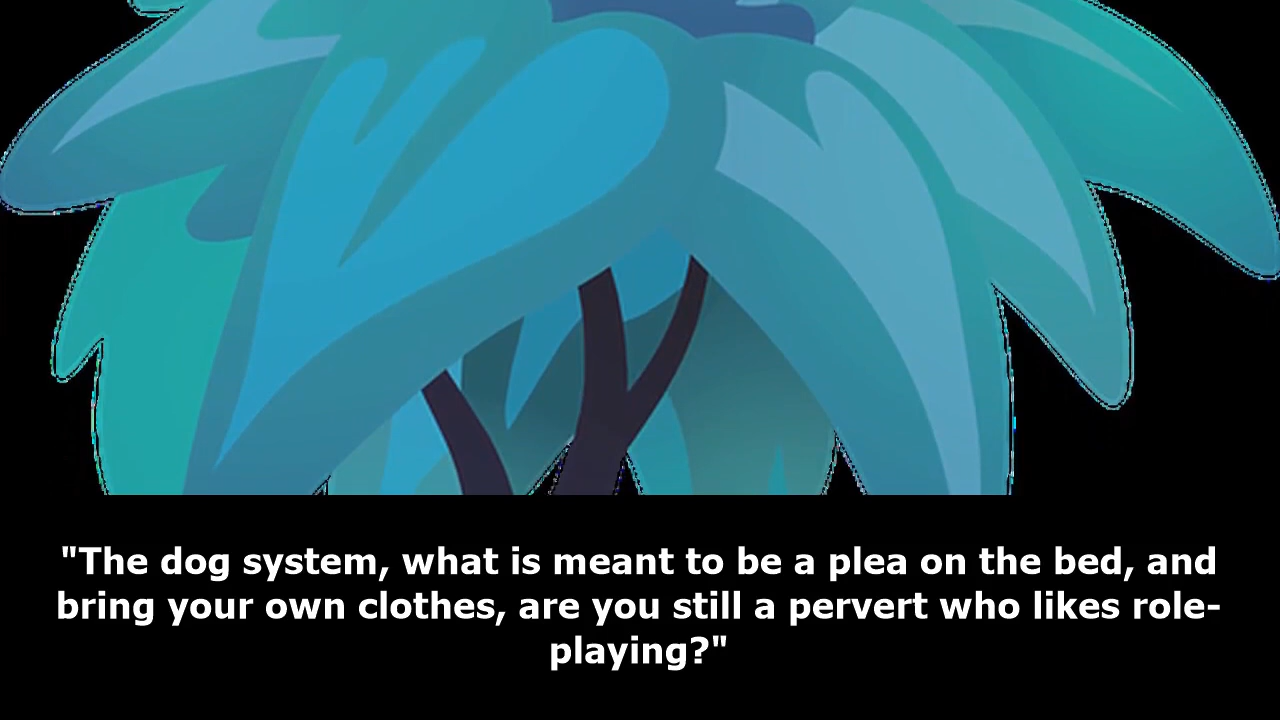 "The dog system, what is meant to be a plea on the bed, and
bring your own clothes, are you still a pervert who likes role-
playing?"